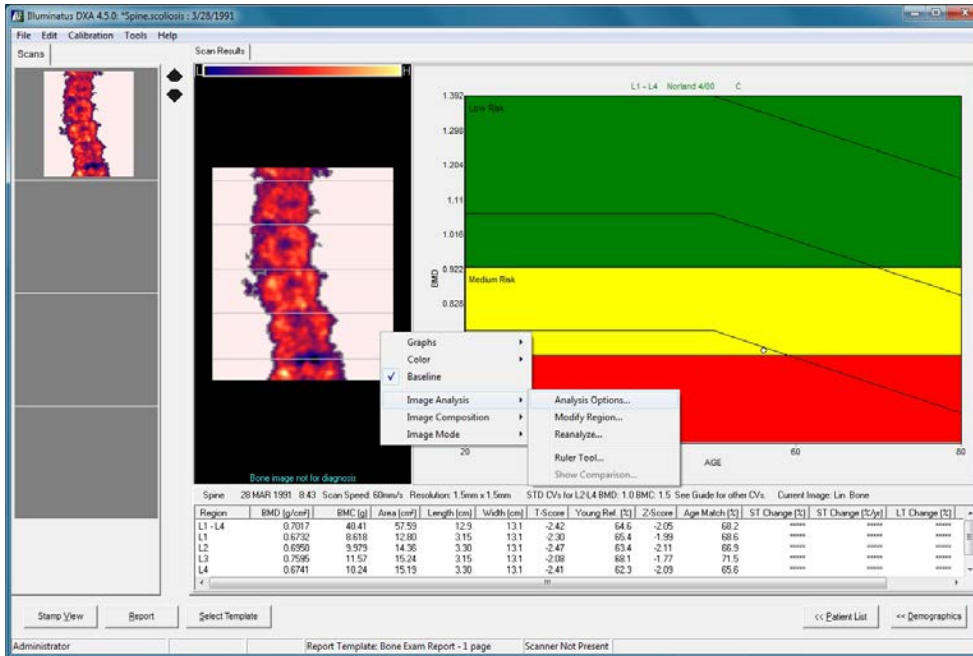 Illuminatus DXA 4.5.0: *Spine.scoliosis : 3/28/1991
File Edit Calibration Tools Help
Scans
Scan Results
L H
L1 - L4 Norland 4/00 C
1.392
Low Risk
1.298
1.204
1.11
1.016
0.922
BMD
Medium Risk
0.828
Graphs
Color
Baseline
Image Analysis
Image Composition
Image Mode
Analysis Options...
Modify Region...
Reanalyze...
Ruler Tool...
Show Comparison...
20 60 80
AGE
Bone image not for diagnosis
Spine 28 MAR 1991 8:43 Scan Speed: 60mm/s Resolution: 1.5mm x 1.5mm STD CVs for L2-L4 BMD: 1.0 BMC: 1.5 See Guide for other CVs. Current Image: Lin Bone
Region BMD (g/cm²) BMC (g) Area (cm²) Length (cm) Width (cm) T-Score Young Ref. (%) Z-Score Age Match (%) ST Change (%) ST Change (%/yr) LT Change (%)
L1 - L4 0.7017 40.41 57.59 12.9 13.1 -2.42 64.6 -2.05 68.2 ***** ***** *****
L1 0.6732 8.618 12.80 3.15 13.1 -2.30 65.4 -1.99 68.6 ***** ***** *****
L2 0.6950 9.979 14.36 3.30 13.1 -2.47 63.4 -2.11 66.9 ***** ***** *****
L3 0.7595 11.57 15.24 3.15 13.1 -2.08 68.1 -1.77 71.5 ***** ***** *****
L4 0.6741 10.24 15.19 3.30 13.1 -2.41 62.3 -2.09 65.6 ***** ***** *****
Stamp View Report Select Template << Patient List << Demographics
Administrator Report Template: Bone Exam Report - 1 page Scanner Not Present